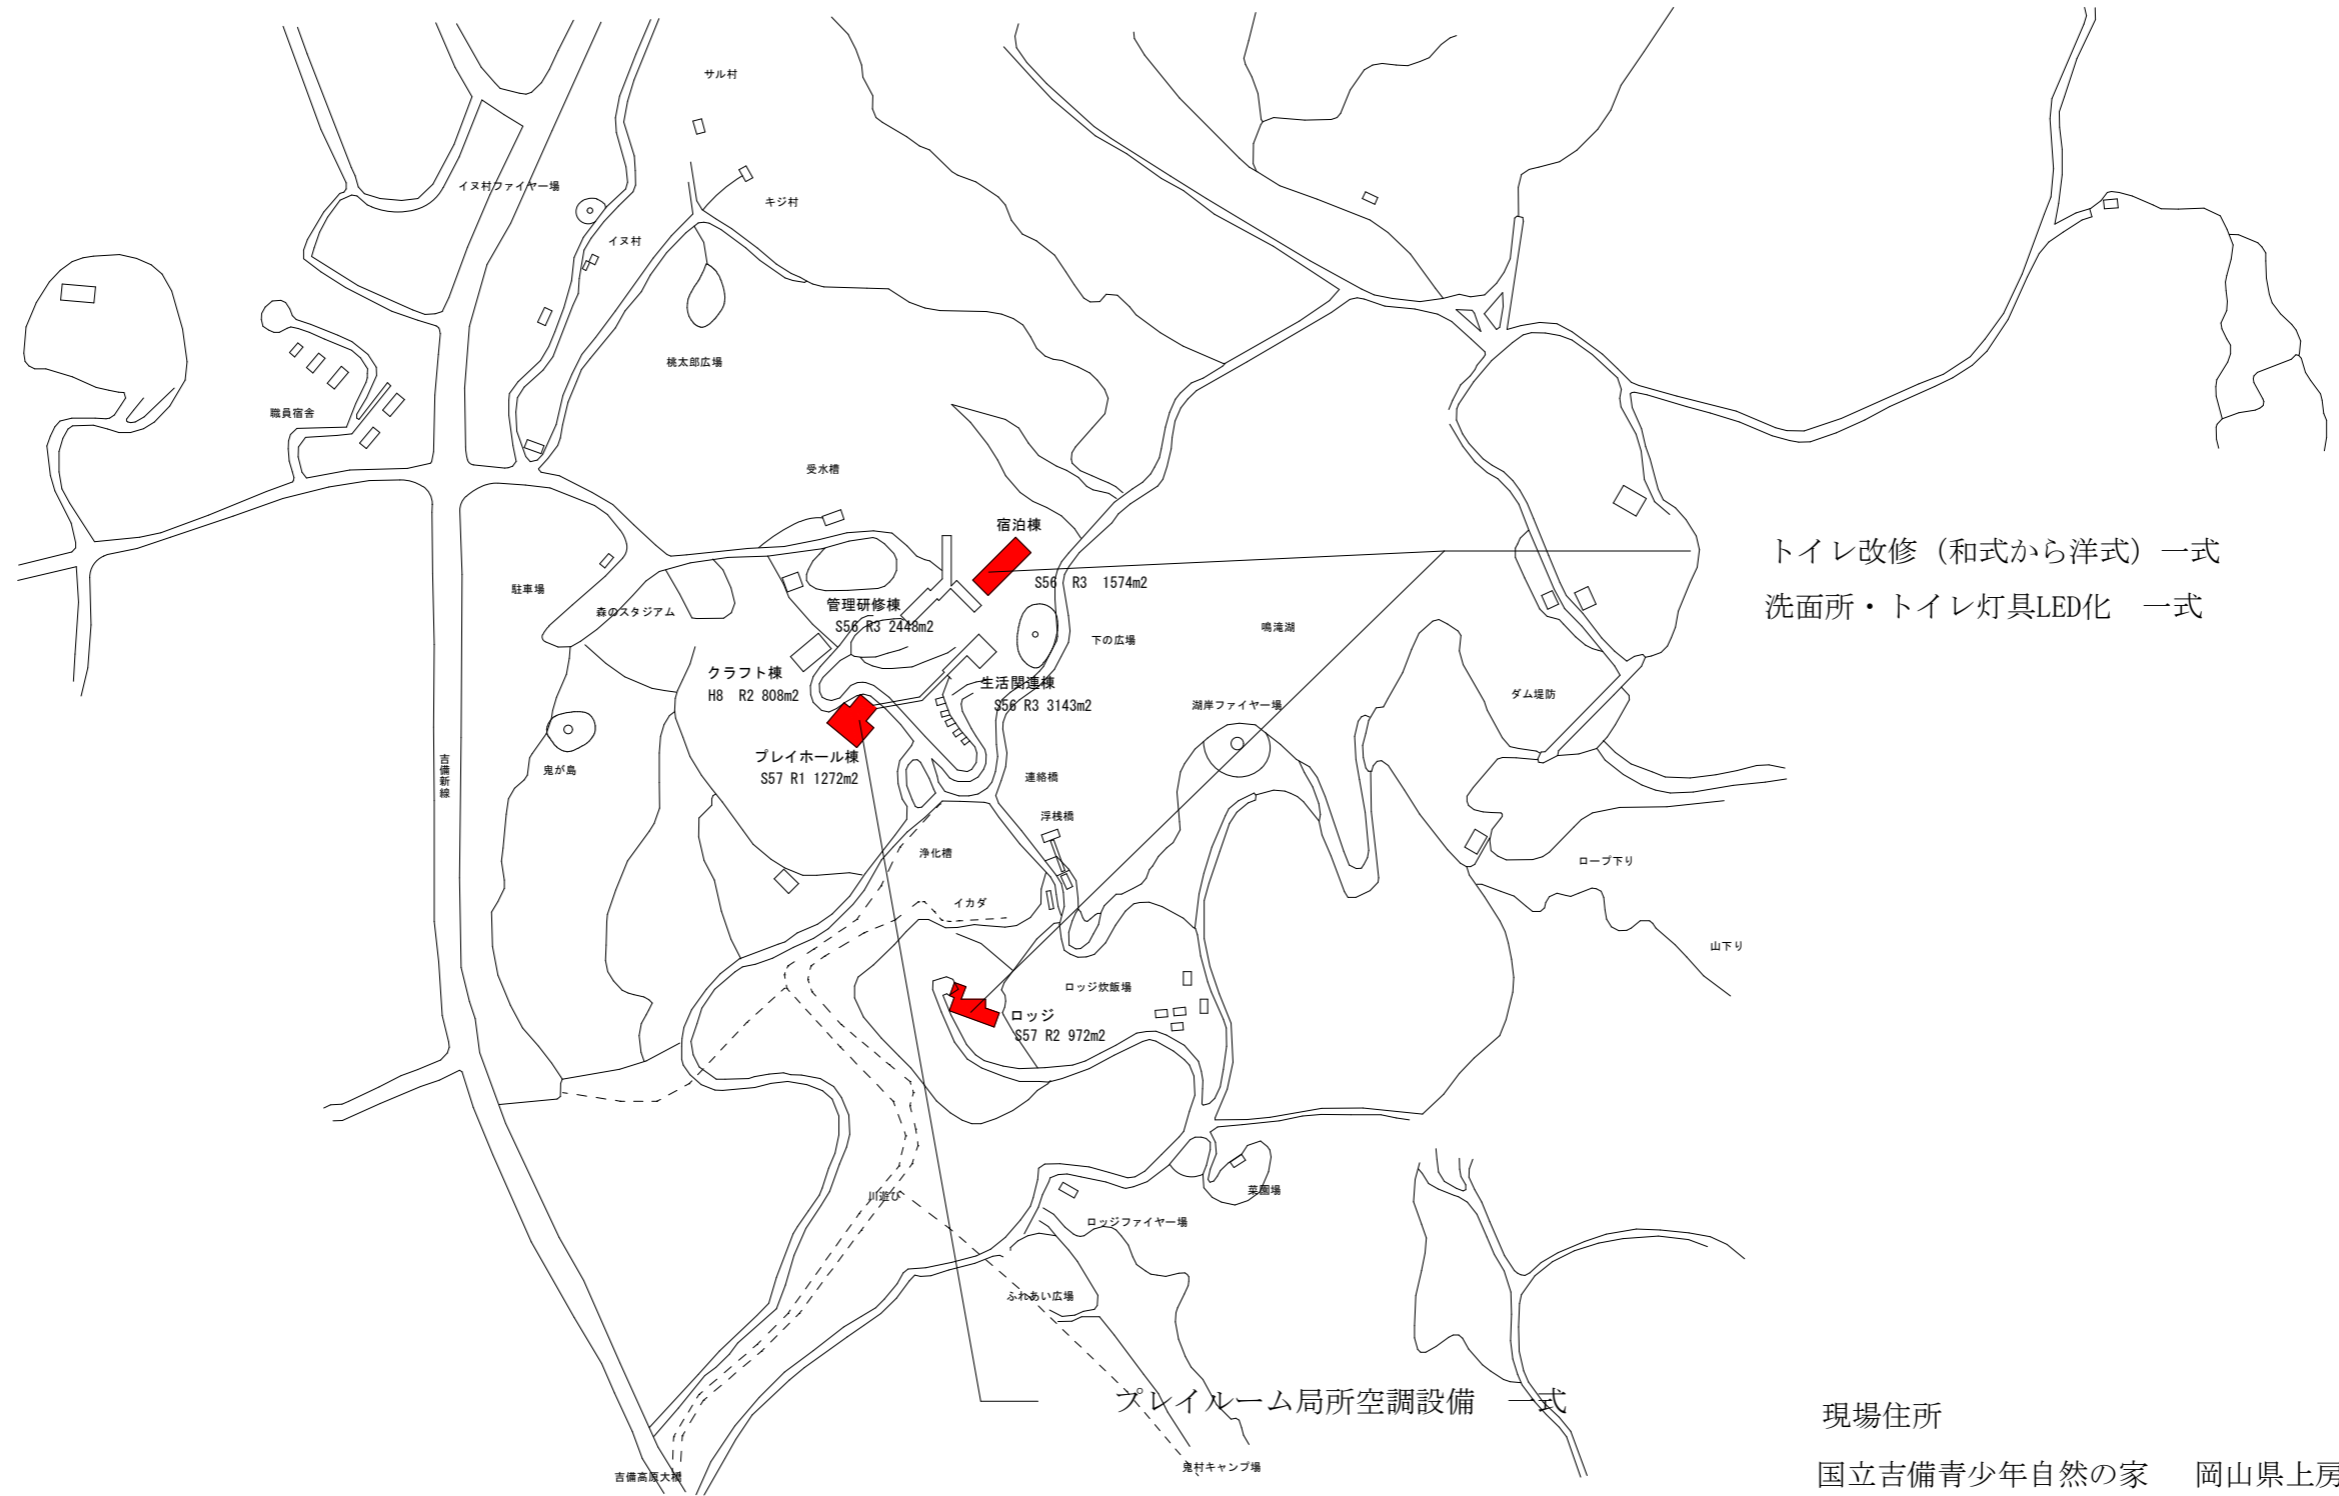 サル村
イヌ村ファイヤー場
キジ村
イヌ村
桃太郎広場
職員宿舎
受水槽
宿泊棟
S56 R3 1574m2
トイレ改修（和式から洋式）一式
洗面所・トイレ灯具LED化　一式
駐車場
森のスタジアム
管理研修棟
S56 R3 2448m2
下の広場
鳴滝湖
クラフト棟
H8 R2 808m2
生活関連棟
S56 R3 3143m2
湖岸ファイヤー場
ダム堤防
プレイホール棟
S57 R1 1272m2
鬼が島
吉備新線
連絡橋
浮桟橋
浄化槽
ロープ下り
イカダ
山下り
ロッジ炊飯場
ロッジ
S57 R2 972m2
川遊び
菜園場
ロッジファイヤー場
ふれあい広場
プレイルーム局所空調設備　一式
現場住所
鬼村キャンプ場
吉備高原大橋
国立吉備青少年自然の家　岡山県上房